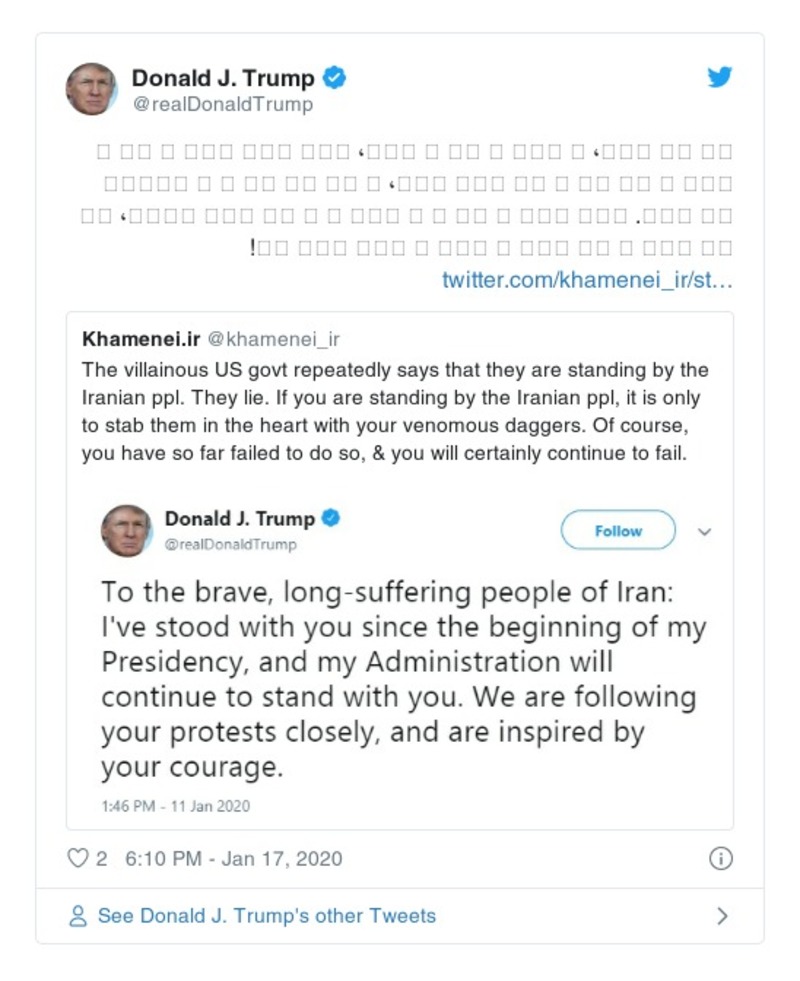 Donald J. Trump
@realDonaldTrump
twitter.com/khamenei_ir/st…
Khamenei.ir @khamenei_ir
The villainous US govt repeatedly says that they are standing by the
Iranian ppl. They lie. If you are standing by the Iranian ppl, it is only
to stab them in the heart with your venomous daggers. Of course,
you have so far failed to do so, & you will certainly continue to fail.
Donald J. Trump
@realDonaldTrump
Follow
To the brave, long-suffering people of Iran:
I've stood with you since the beginning of my
Presidency, and my Administration will
continue to stand with you. We are following
your protests closely, and are inspired by
your courage.
1:46 PM - 11 Jan 2020
2 6:10 PM - Jan 17, 2020
See Donald J. Trump's other Tweets